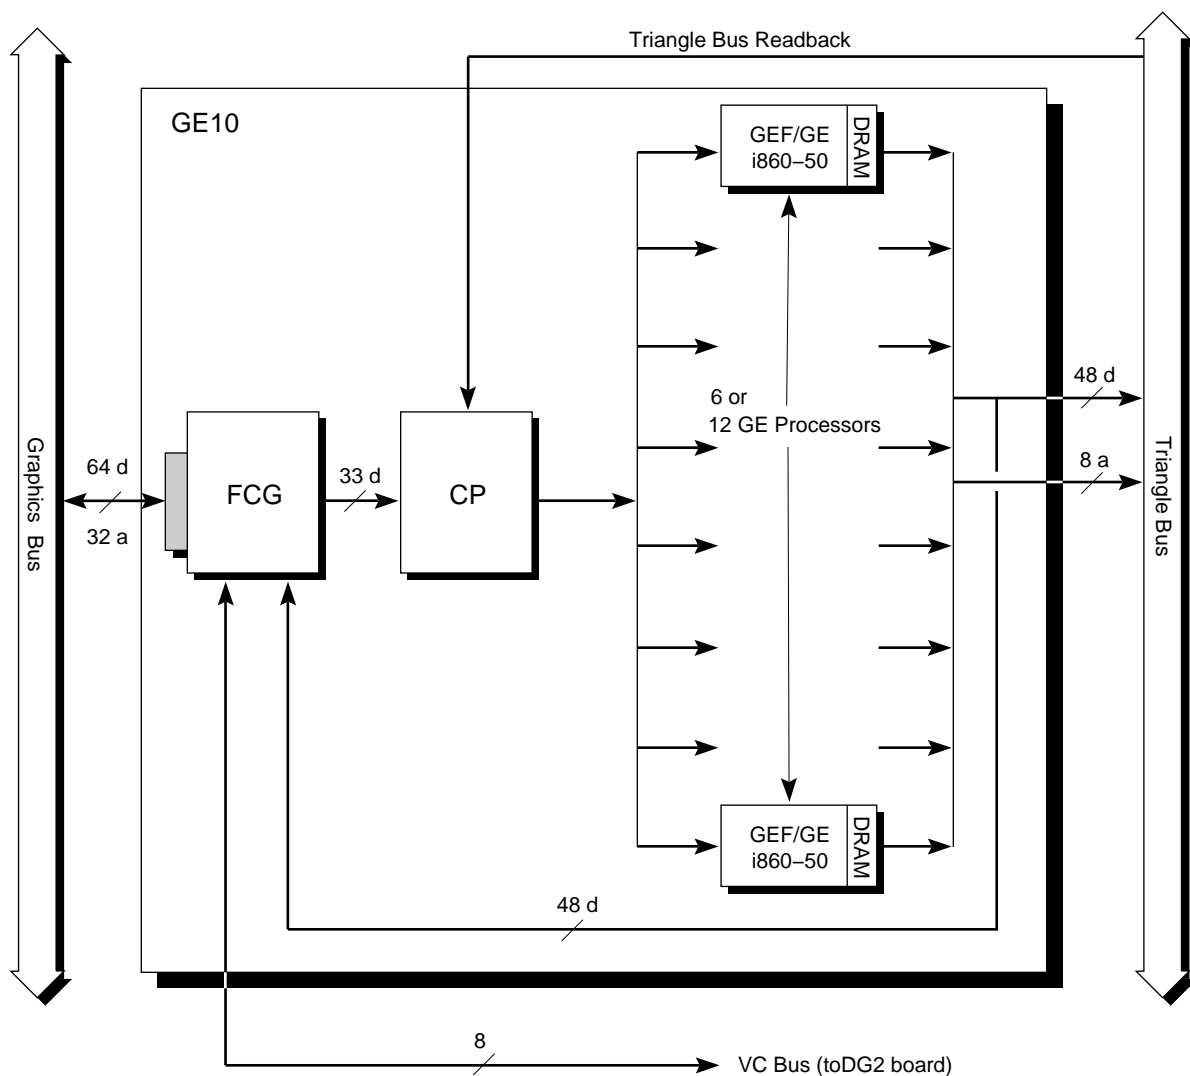 Triangle Bus Readback
GE10
GEF/GE
i860–50
DRAM
48 d
6 or
12 GE Processors
Graphics Bus
64 d
32 a
FCG
33 d
CP
8 a
Triangle Bus
GEF/GE
i860–50
DRAM
48 d
8
VC Bus (toDG2 board)